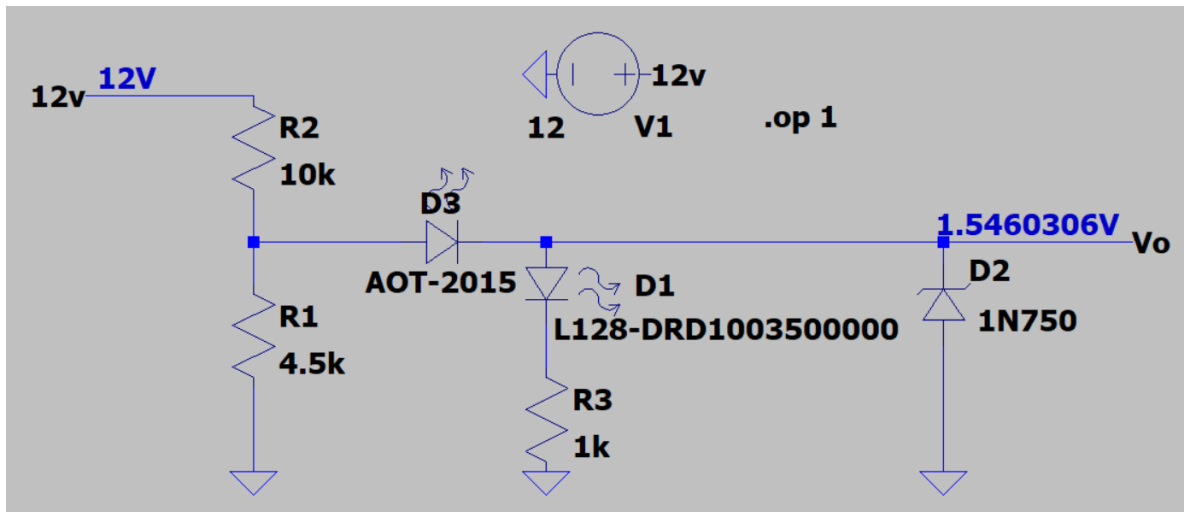 12v
12V
R2
10k
12
V1
12v
.op 1
D3
AOT-2015
D1
L128-DRD1003500000
1.5460306V
Vo
D2
1N750
R1
4.5k
R3
1k